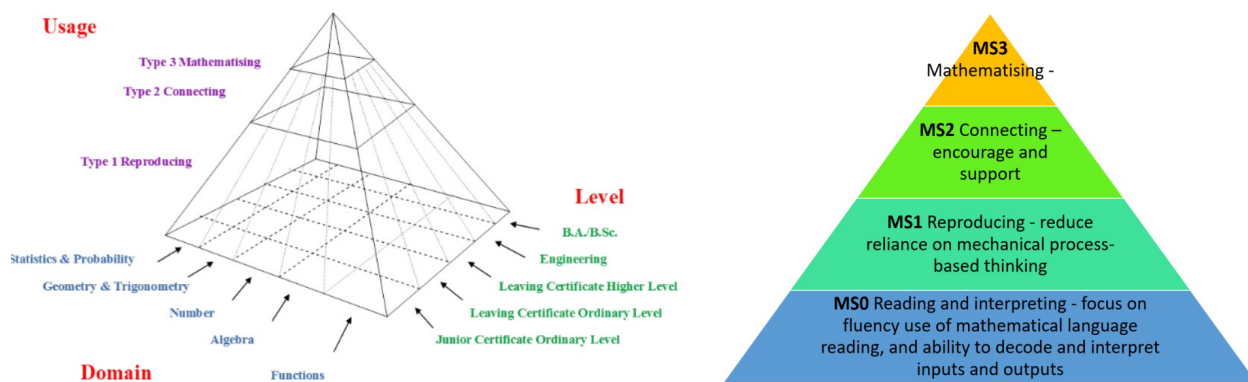 Usage
Type 3 Mathematising
Type 2 Connecting
Type 1 Reproducing
Level
B.A./B.Sc.
Engineering
Leaving Certificate Higher Level
Leaving Certificate Ordinary Level
Junior Certificate Ordinary Level
Statistics & Probability
Geometry & Trigonometry
Number
Algebra
Functions
Domain
MS3
Mathematising -
MS2 Connecting –
encourage and
support
MS1 Reproducing - reduce
reliance on mechanical process-
based thinking
MS0 Reading and interpreting - focus on
fluency use of mathematical language
reading, and ability to decode and interpret
inputs and outputs